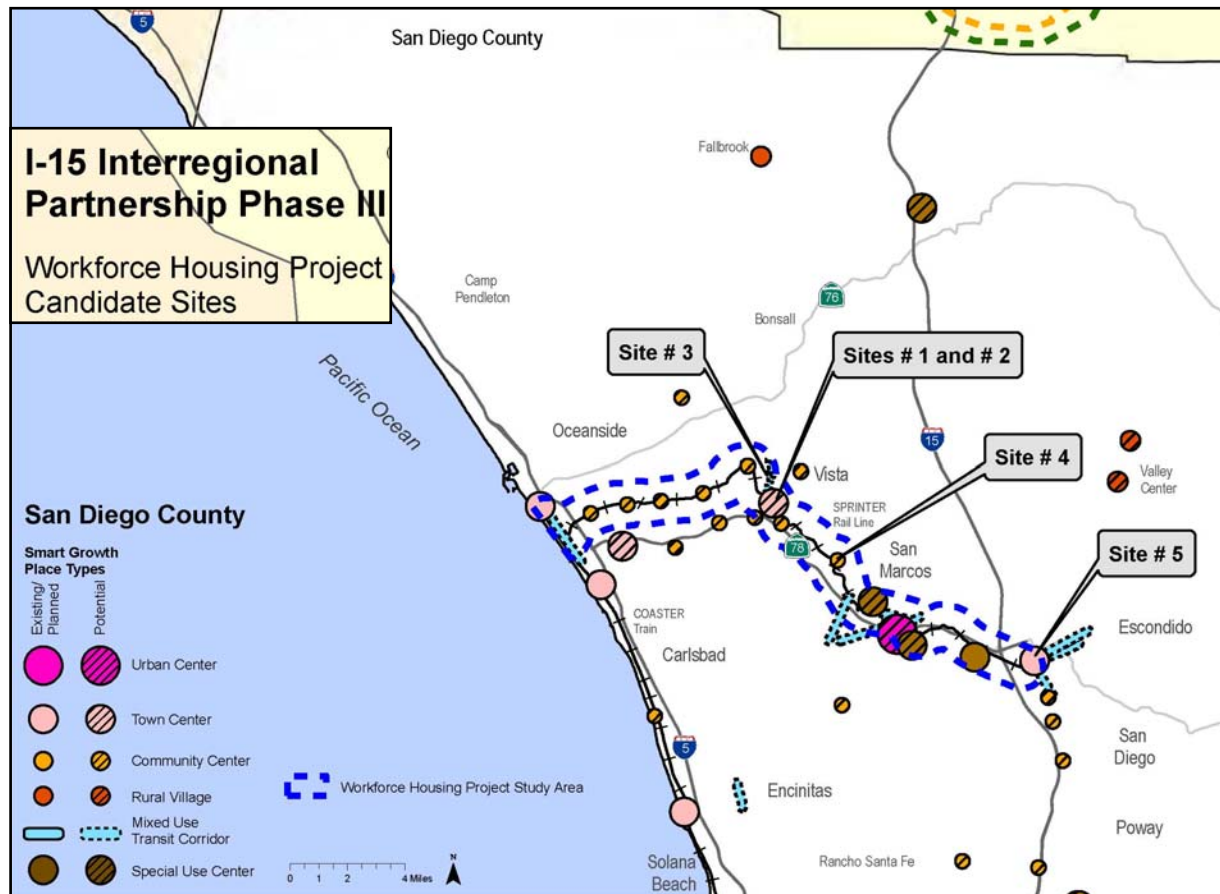 5
San Diego County
I-15 Interregional
Partnership Phase III
Workforce Housing Project
Candidate Sites
Fallbrook
Camp
Pendleton
76
Bonsall
Pacific Ocean
Site # 3
Sites # 1 and # 2
Oceanside
15
Vista
Site # 4
Valley
Center
SPRINTER
Rail Line
78
San
Marcos
Site # 5
Escondido
COASTER
Train
Carlsbad
5
San
Diego
Encinitas
Poway
Rancho Santa Fe
Solana
Beach
San Diego County
Smart Growth
Place Types
Existing/
Planned
Potential
Urban Center
Town Center
Community Center
Rural Village
Mixed Use
Transit Corridor
Special Use Center
Workforce Housing Project Study Area
0 1 2 4 Miles
N